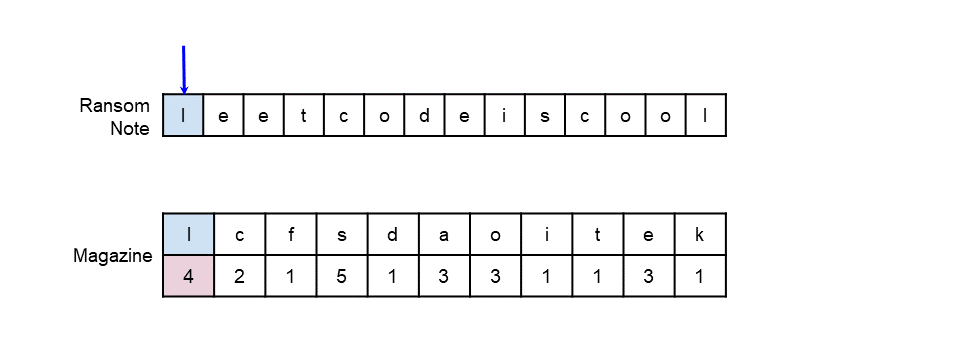 Ransom
Note
l e e t c o d e i s c o o l
Magazine
l c f s d a o i t e k
4 2 1 5 1 3 3 1 1 3 1